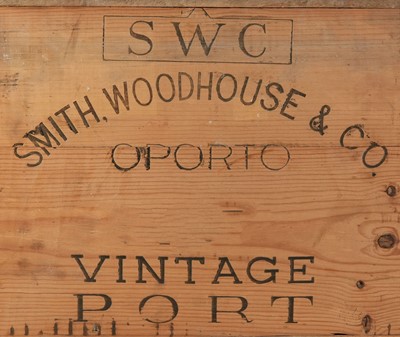 SWC
SMITH, WOODHOUSE & CO.
OPORTO
VINTAGE
PORT